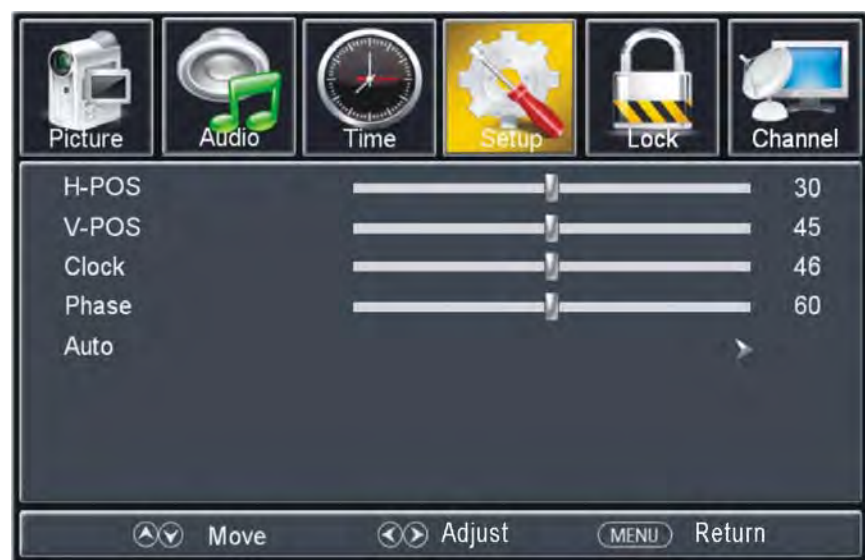 Picture Audio Time Setup Lock Channel
H-POS 30
V-POS 45
Clock 46
Phase 60
Auto
Move Adjust MENU Return